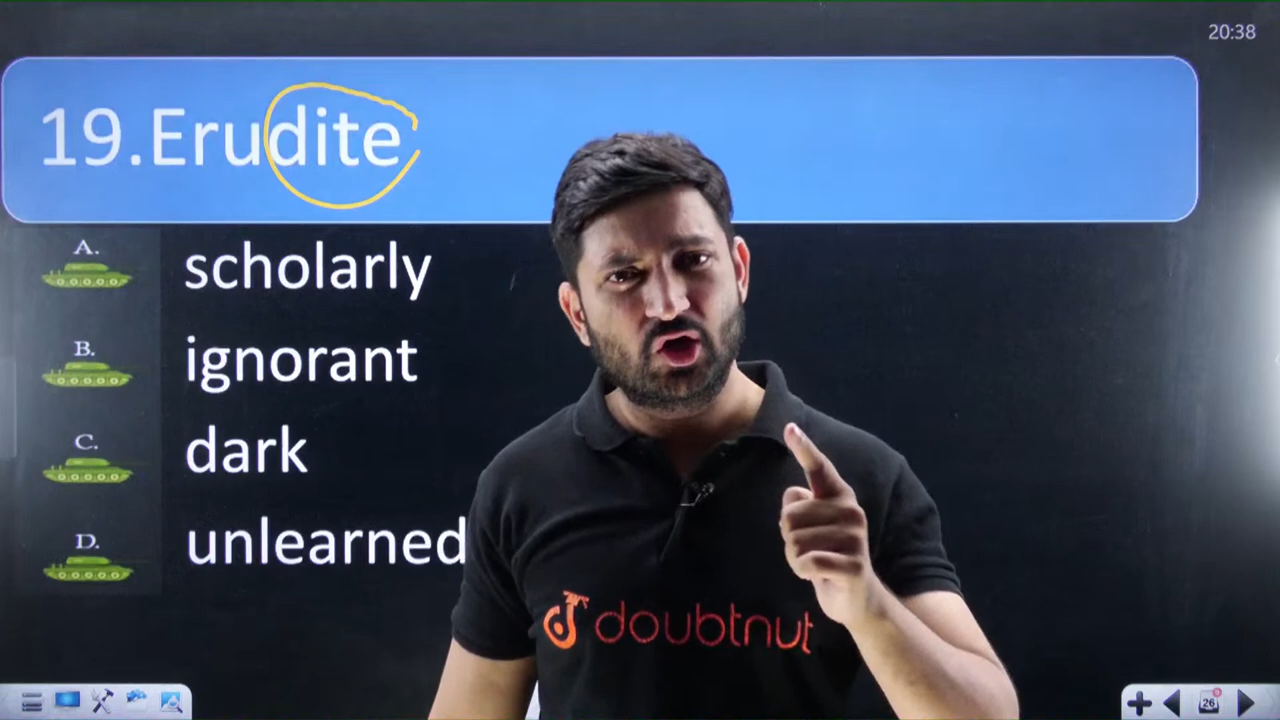 20:38
19.Erudite
A.
scholarly
B.
ignorant
C.
dark
D.
unlearned
doubtnut
26